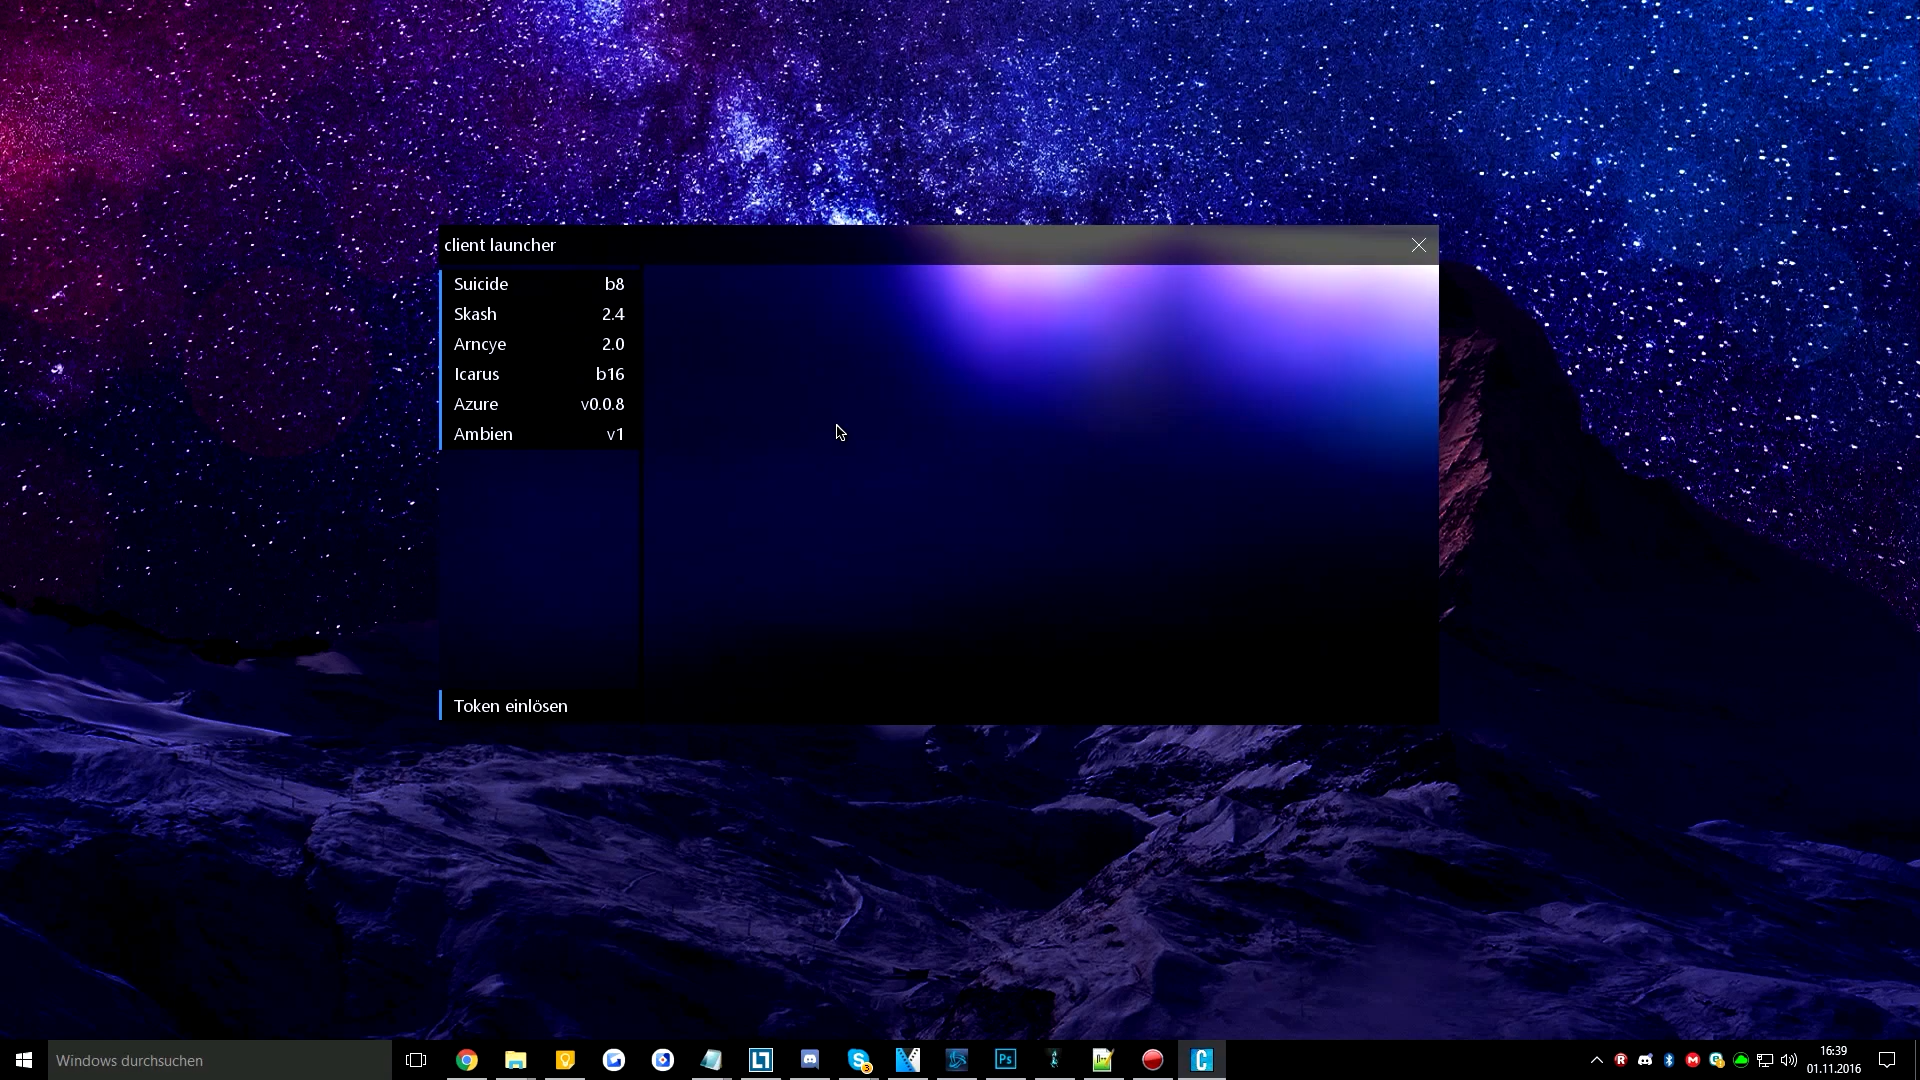 client launcher
Suicide b8
Skash 2.4
Arncye 2.0
Icarus b16
Azure v0.0.8
Ambien v1
Token einlösen
Windows durchsuchen
16:39
01.11.2016